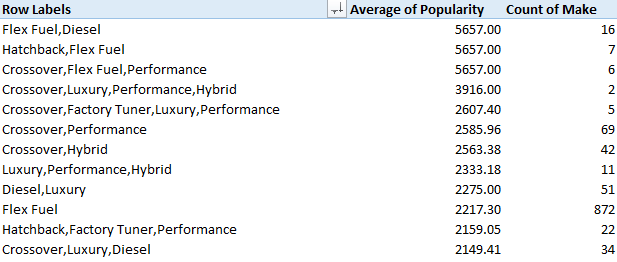 Row Labels Average of Popularity Count of Make
Flex Fuel,Diesel 5657.00 16
Hatchback,Flex Fuel 5657.00 7
Crossover,Flex Fuel,Performance 5657.00 6
Crossover,Luxury,Performance,Hybrid 3916.00 2
Crossover,Factory Tuner,Luxury,Performance 2607.40 5
Crossover,Performance 2585.96 69
Crossover,Hybrid 2563.38 42
Luxury,Performance,Hybrid 2333.18 11
Diesel,Luxury 2275.00 51
Flex Fuel 2217.30 872
Hatchback,Factory Tuner,Performance 2159.05 22
Crossover,Luxury,Diesel 2149.41 34